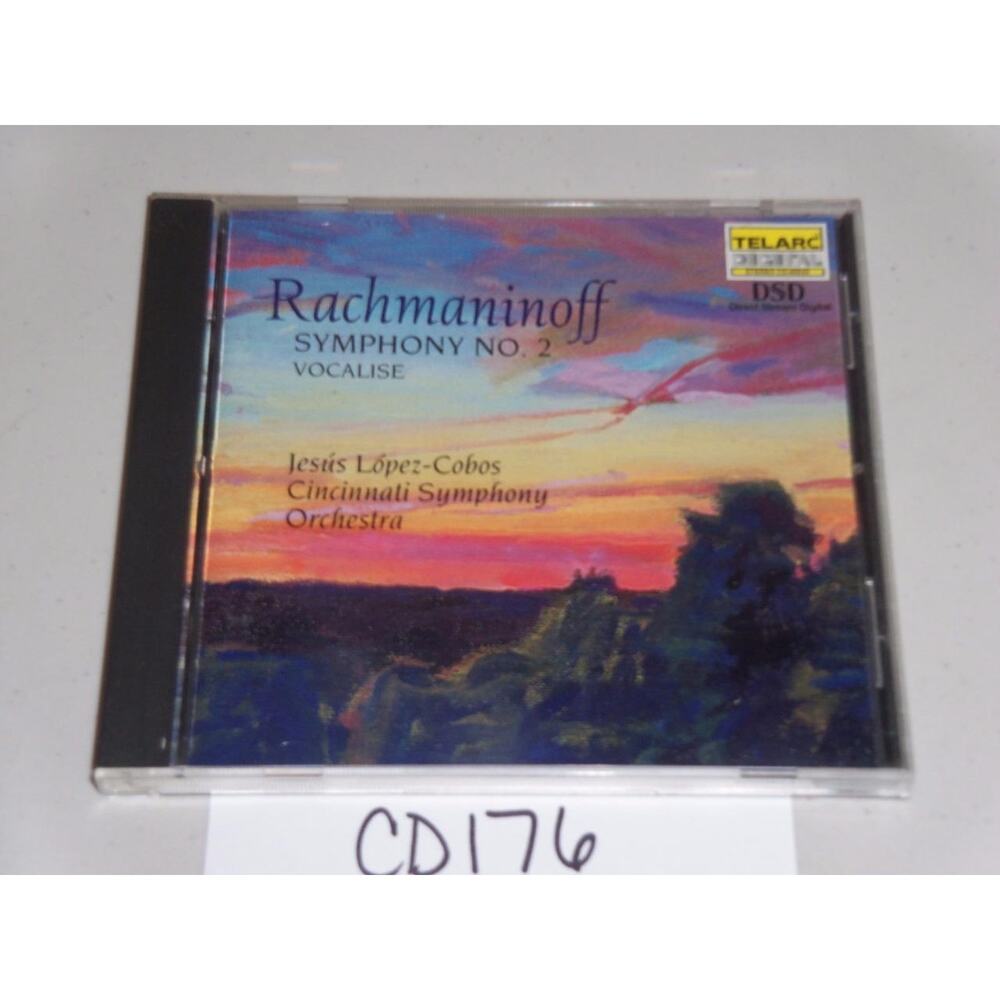 TELARC
DIGITAL
DSD
Direct Stream Digital
Rachmaninoff
SYMPHONY NO. 2
VOCALISE
Jesús López-Cobos
Cincinnati Symphony
Orchestra
CD176